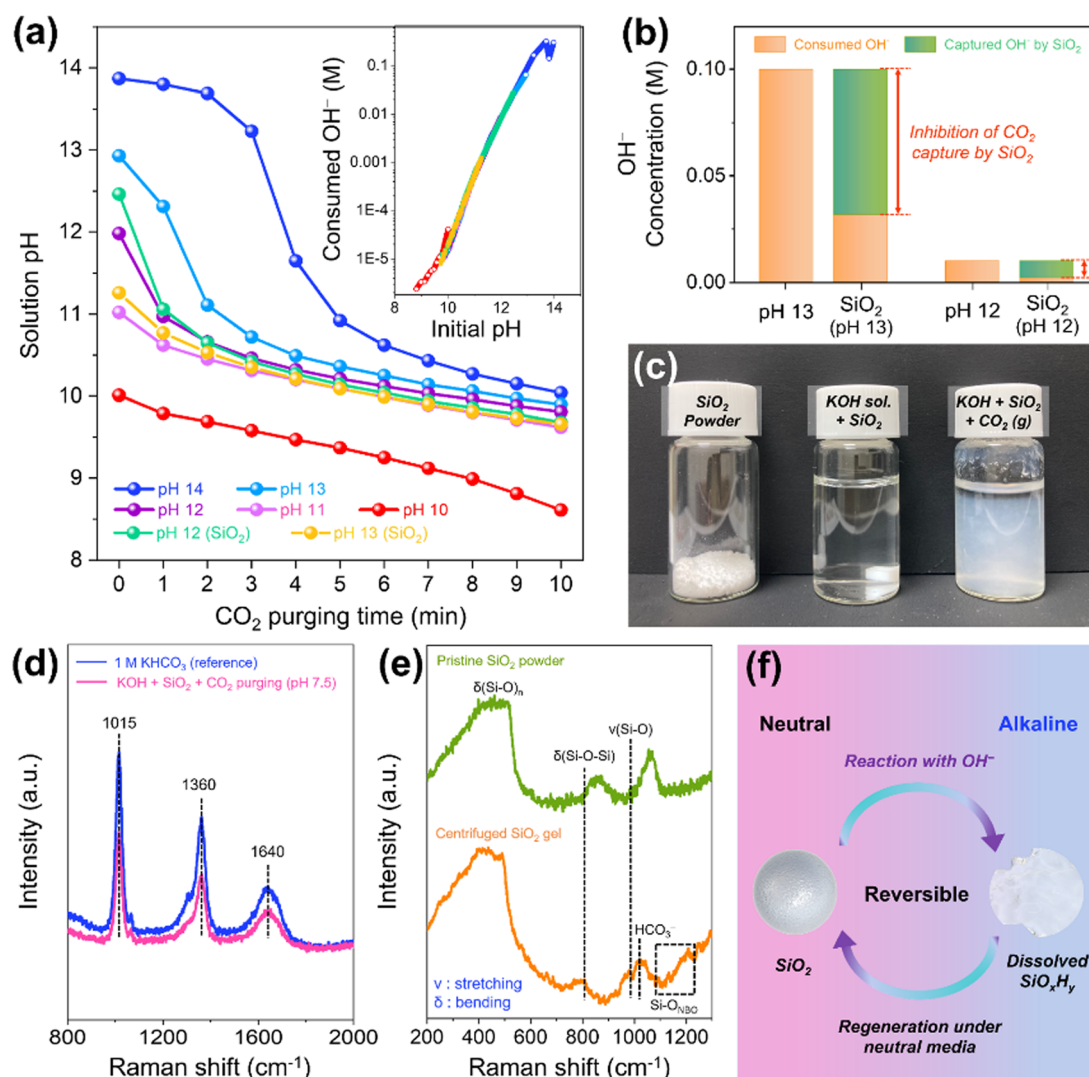 (a)
Solution pH
14
13
12
11
10
9
8
0 1 2 3 4 5 6 7 8 9 10
CO₂ purging time (min)
pH 14
pH 13
pH 12
pH 11
pH 10
pH 12 (SiO₂)
pH 13 (SiO₂)
Consumed OH⁻ (M)
0.1
0.01
0.001
1E-4
1E-5
8 10 12 14
Initial pH
(b)
Consumed OH⁻
Captured OH⁻ by SiO₂
OH⁻
Concentration (M)
0.10
0.05
0.00
Inhibition of CO₂
capture by SiO₂
pH 13
SiO₂
(pH 13)
pH 12
SiO₂
(pH 12)
(c)
SiO₂
Powder
KOH sol.
+ SiO₂
KOH + SiO₂
+ CO₂ (g)
(d)
1 M KHCO₃ (reference)
KOH + SiO₂ + CO₂ purging (pH 7.5)
1015
1360
1640
Intensity (a.u.)
800 1200 1600 2000
Raman shift (cm⁻¹)
(e)
Pristine SiO₂ powder
δ(Si-O)ₙ
ν(Si-O)
δ(Si-O-Si)
Centrifuged SiO₂ gel
HCO₃⁻
Si-O_NBO
ν : stretching
δ : bending
Intensity (a.u.)
200 400 600 800 1000 1200
Raman shift (cm⁻¹)
(f)
Neutral
Alkaline
Reaction with OH⁻
Reversible
SiO₂
Dissolved
SiOₓHᵧ
Regeneration under
neutral media